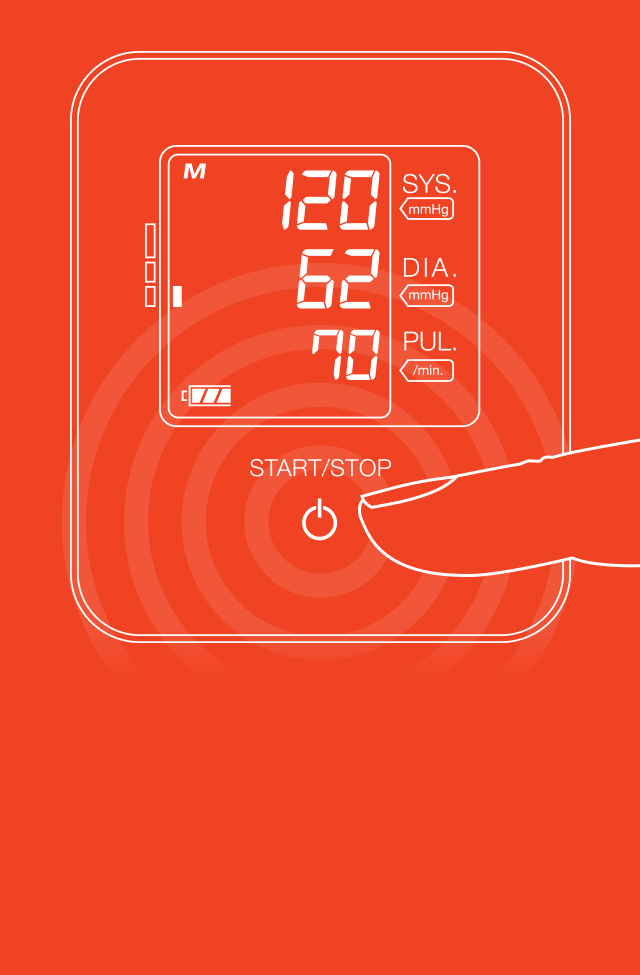 M
120 SYS.
mmHg
62 DIA.
mmHg
70 PUL.
/min.
START/STOP